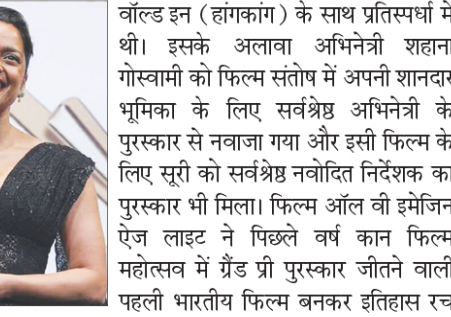 वॉल्ड इन (हांगकांग) के साथ प्रतिस्पर्धा में
थी। इसके अलावा अभिनेत्री शहाना
गोस्वामी को फिल्म संतोष में अपनी शानदार
भूमिका के लिए सर्वश्रेष्ठ अभिनेत्री के
पुरस्कार से नवाजा गया और इसी फिल्म के
लिए सूरी को सर्वश्रेष्ठ नवोदित निर्देशक का
पुरस्कार भी मिला। फिल्म ऑल वी इमेजिन
ऐज लाइट ने पिछले वर्ष कान फिल्म
महोत्सव में ग्रैंड प्री पुरस्कार जीतने वाली
पहली भारतीय फिल्म बनकर इतिहास रच